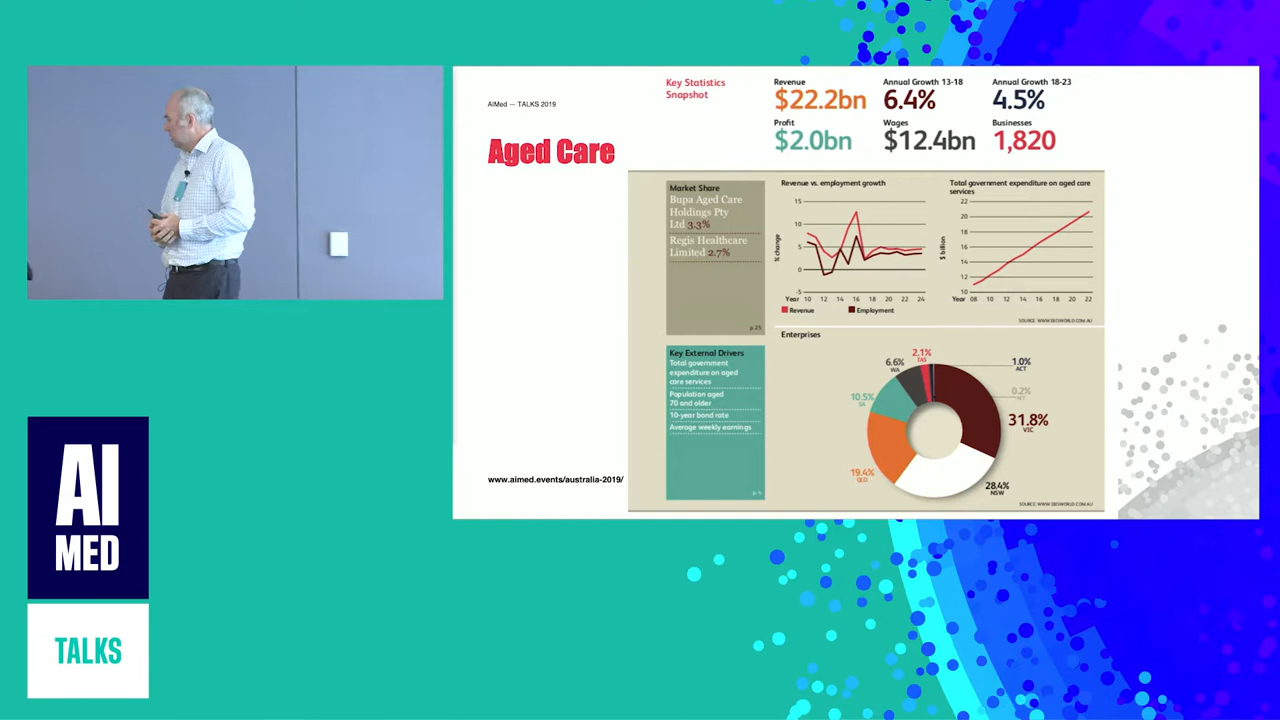 AIMed — TALKS 2019
Aged Care
www.aimed.events/australia-2019/
Key Statistics
Snapshot
Revenue
$22.2bn
Annual Growth 13-18
6.4%
Annual Growth 18-23
4.5%
Profit
$2.0bn
Wages
$12.4bn
Businesses
1,820
Market Share
Bupa Aged Care
Holdings Pty
Ltd 3.3%
Regis Healthcare
Limited 2.7%
p.25
Revenue vs. employment growth
% change
15
10
5
0
-5
Year 10 12 14 16 18 20 22 24
Revenue
Employment
Total government expenditure on aged care
services
$ billion
22
20
18
16
14
12
10
Year 08 10 12 14 16 18 20 22
SOURCE: WWW.IBISWORLD.COM.AU
Key External Drivers
Total government
expenditure on aged
care services
Population aged
70 and older
10-year bond rate
Average weekly earnings
Enterprises
2.1%
TAS
6.6%
WA
10.5%
SA
19.4%
QLD
28.4%
NSW
31.8%
VIC
0.2%
NT
1.0%
ACT
SOURCE: WWW.IBISWORLD.COM.AU
AI
MED
TALKS